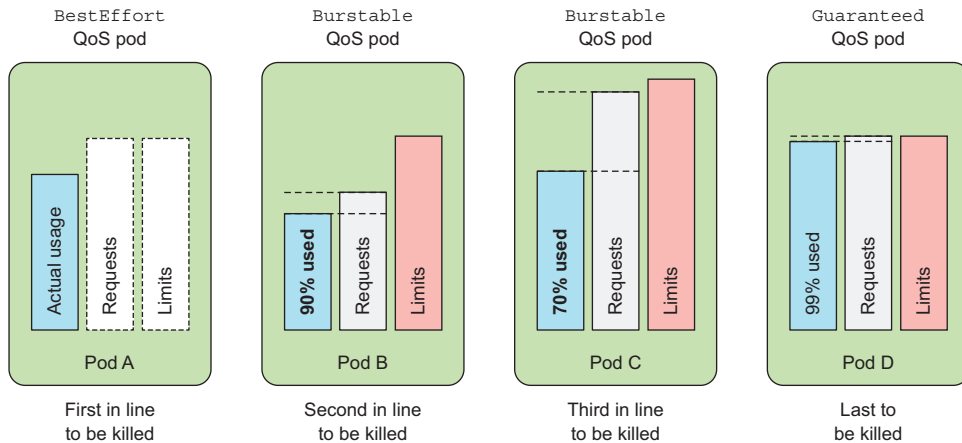 BestEffort
QoS pod
Burstable
QoS pod
Burstable
QoS pod
Guaranteed
QoS pod
Actual usage
Requests
Limits
Pod A
90% used
Requests
Limits
Pod B
70% used
Requests
Limits
Pod C
99% used
Requests
Limits
Pod D
First in line
to be killed
Second in line
to be killed
Third in line
to be killed
Last to
be killed